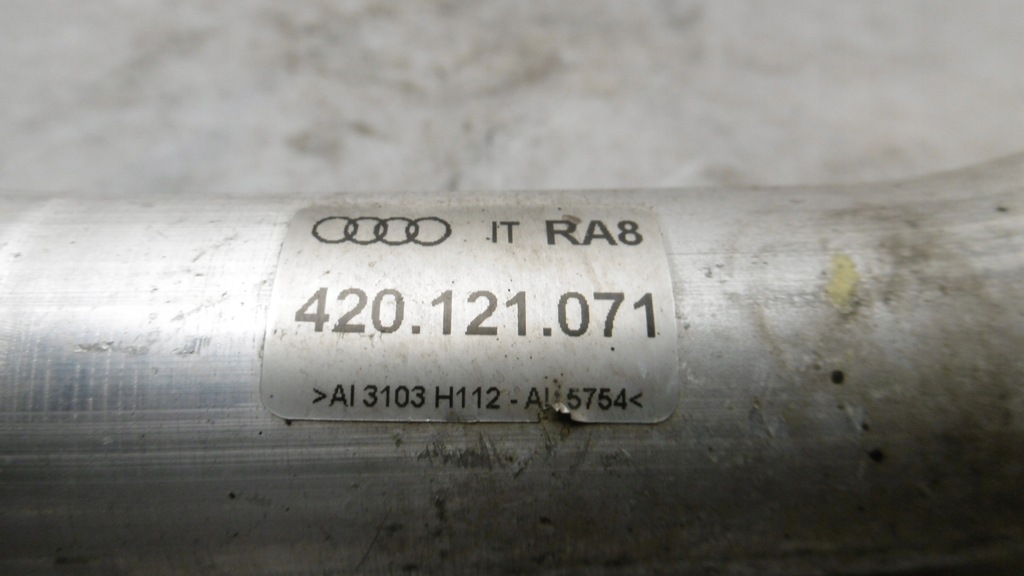 IT RA8
420.121.071
>Al 3103 H112 - Al 5754<